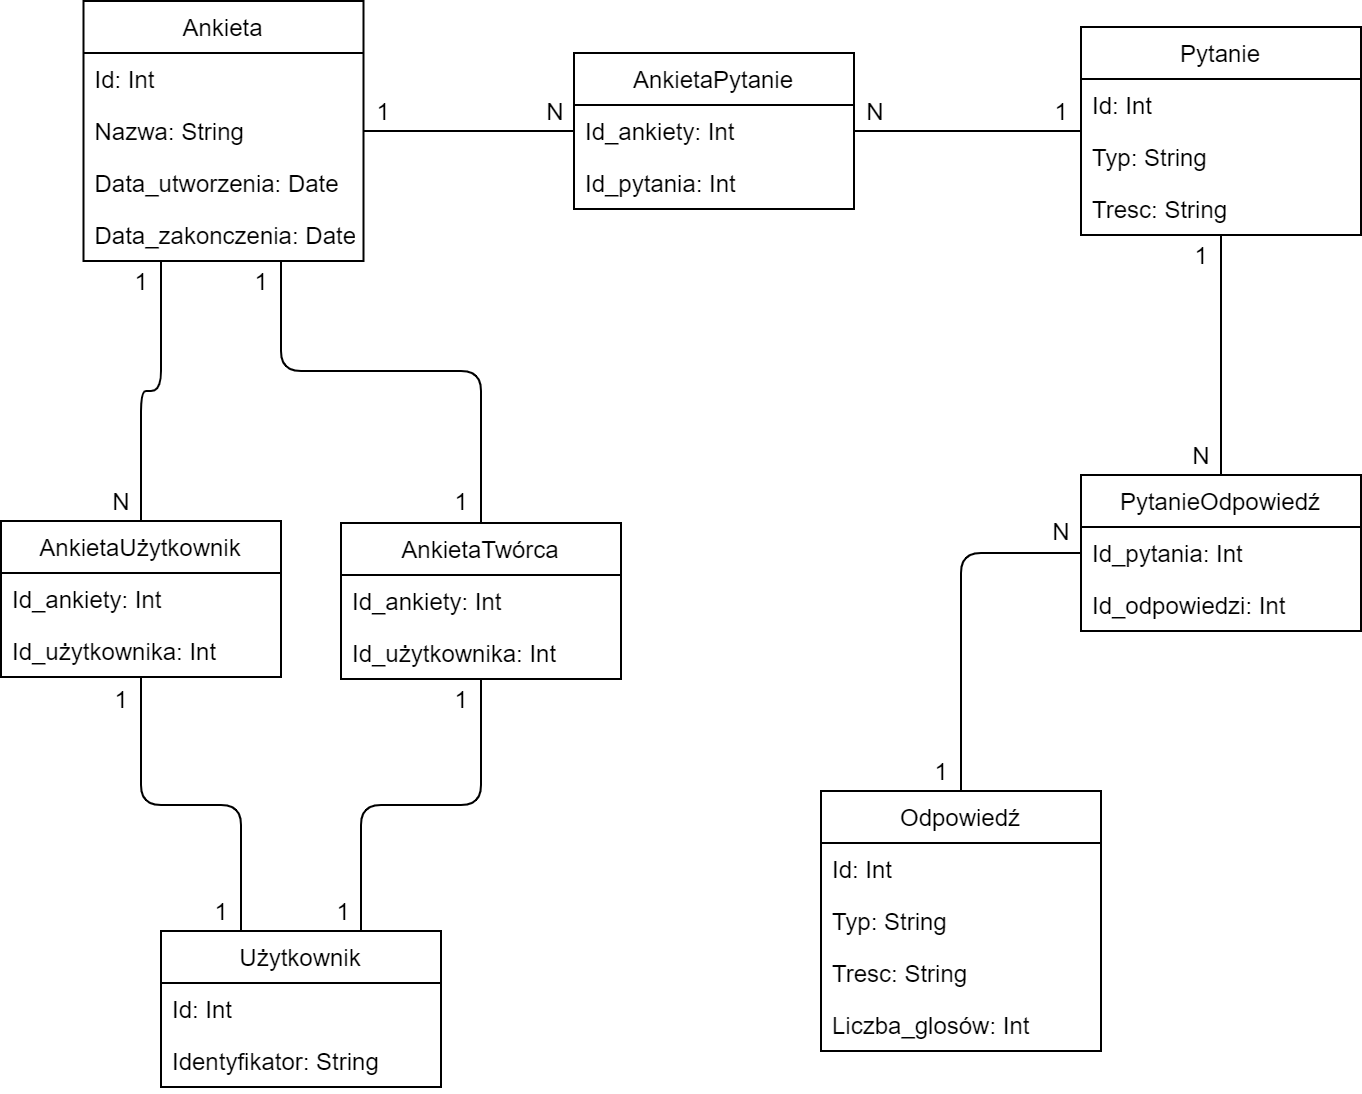 Ankieta
Id: Int
Nazwa: String
Data_utworzenia: Date
Data_zakonczenia: Date
1
N
AnkietaPytanie
Id_ankiety: Int
Id_pytania: Int
N
1
Pytanie
Id: Int
Typ: String
Tresc: String
1
1
1
N
1
N
AnkietaUżytkownik
Id_ankiety: Int
Id_użytkownika: Int
AnkietaTwórca
Id_ankiety: Int
Id_użytkownika: Int
N
PytanieOdpowiedź
Id_pytania: Int
Id_odpowiedzi: Int
1
1
1
1
1
Użytkownik
Id: Int
Identyfikator: String
Odpowiedź
Id: Int
Typ: String
Tresc: String
Liczba_glosów: Int